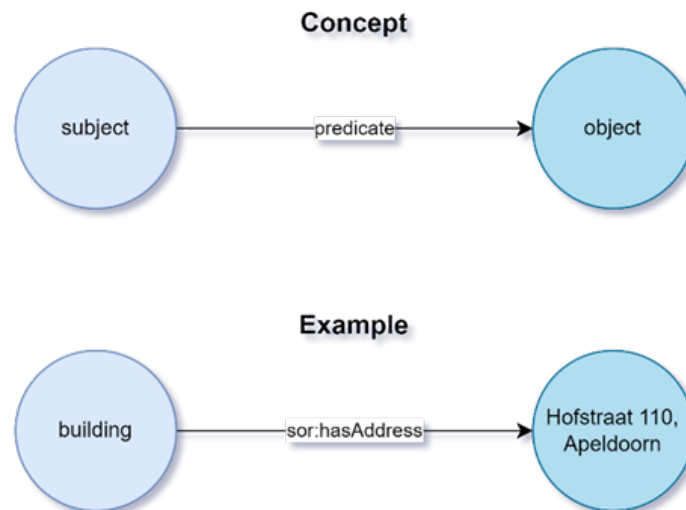 Concept
subject
predicate
object
Example
building
sor:hasAddress
Hofstraat 110,
Apeldoorn